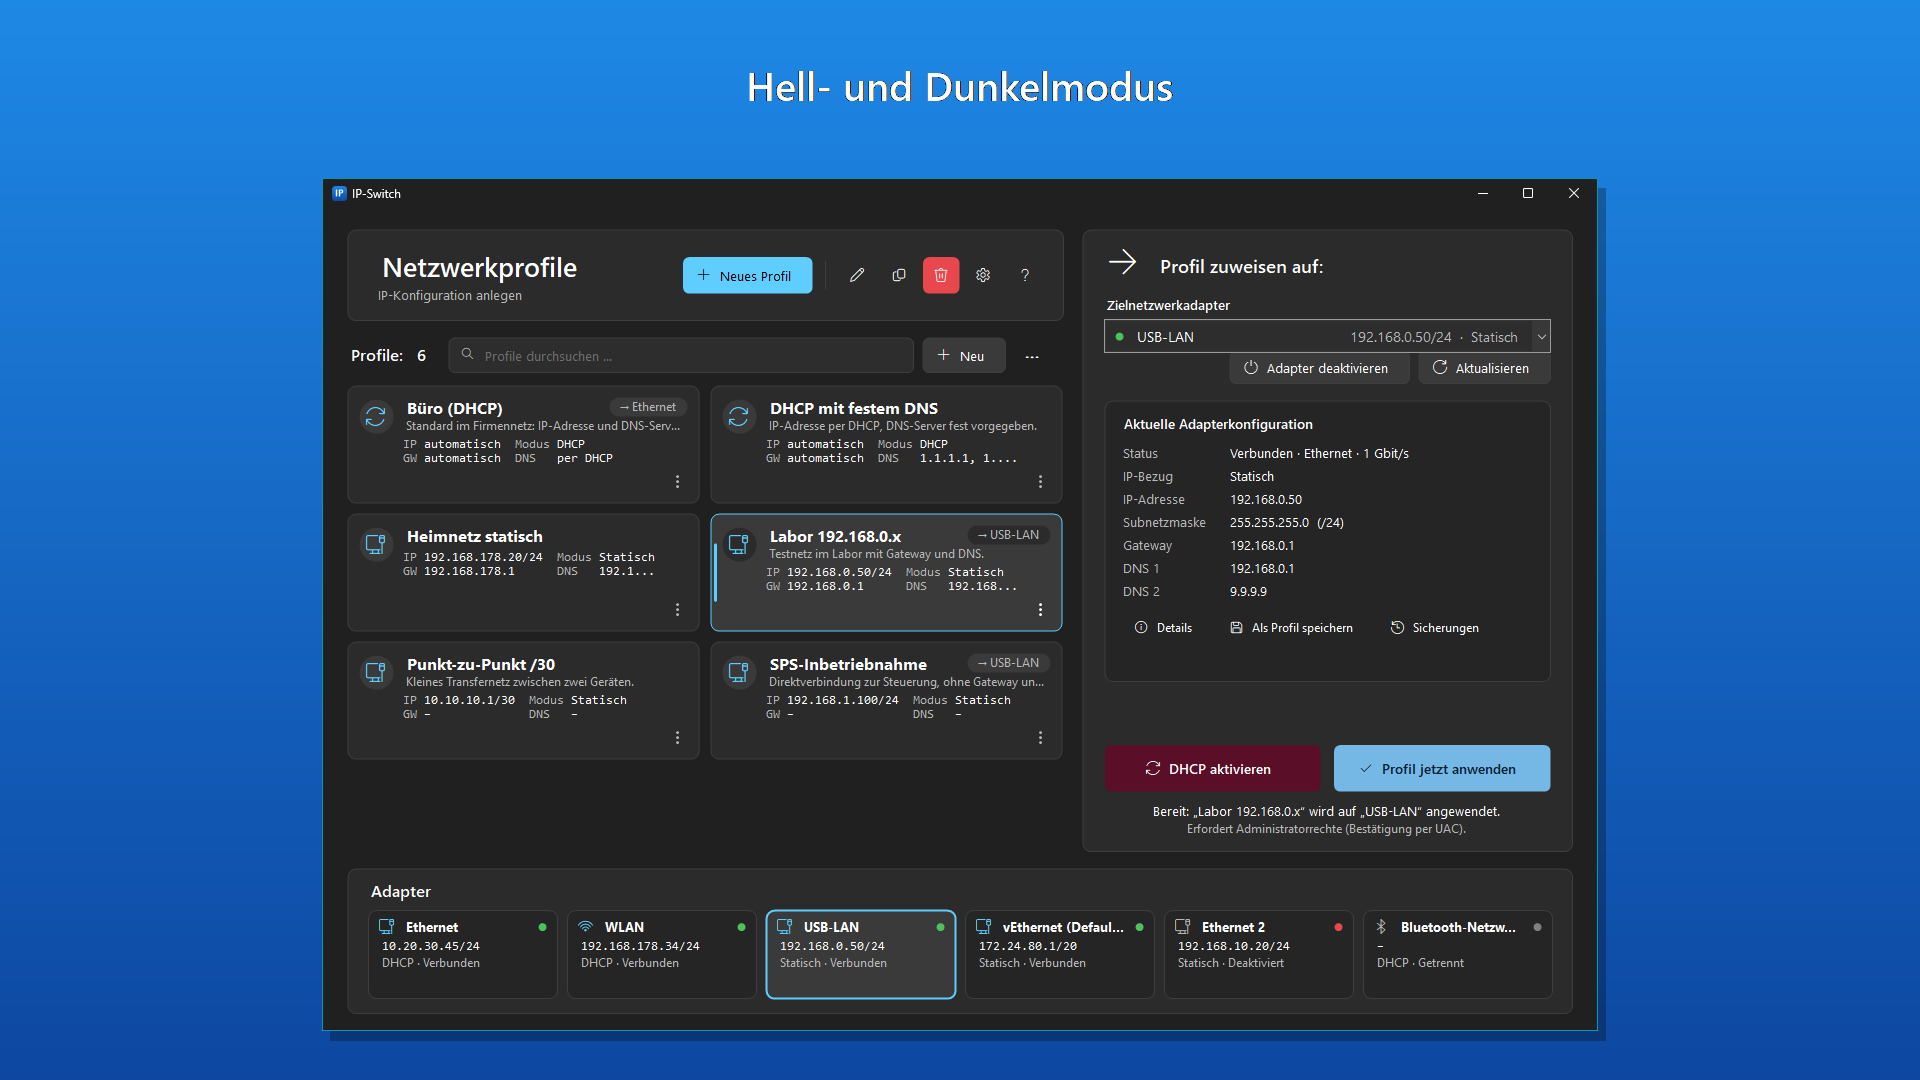 Hell- und Dunkelmodus
IP IP-Switch
Netzwerkprofile
IP-Konfiguration anlegen
Neues Profil
?
Profile: 6
Profile durchsuchen ...
Neu
...
Büro (DHCP) → Ethernet
Standard im Firmennetz: IP-Adresse und DNS-Serv...
IP automatisch Modus DHCP
GW automatisch DNS per DHCP
DHCP mit festem DNS
IP-Adresse per DHCP, DNS-Server fest vorgegeben.
IP automatisch Modus DHCP
GW automatisch DNS 1.1.1.1, 1....
Heimnetz statisch
IP 192.168.178.20/24 Modus Statisch
GW 192.168.178.1 DNS 192.1...
Labor 192.168.0.x → USB-LAN
Testnetz im Labor mit Gateway und DNS.
IP 192.168.0.50/24 Modus Statisch
GW 192.168.0.1 DNS 192.168...
Punkt-zu-Punkt /30
Kleines Transfernetz zwischen zwei Geräten.
IP 10.10.10.1/30 Modus Statisch
GW – DNS –
SPS-Inbetriebnahme → USB-LAN
Direktverbindung zur Steuerung, ohne Gateway un...
IP 192.168.1.100/24 Modus Statisch
GW – DNS –
Profil zuweisen auf:
Zielnetzwerkadapter
USB-LAN 192.168.0.50/24 · Statisch
Adapter deaktivieren
Aktualisieren
Aktuelle Adapterkonfiguration
Status Verbunden · Ethernet · 1 Gbit/s
IP-Bezug Statisch
IP-Adresse 192.168.0.50
Subnetzmaske 255.255.255.0 (/24)
Gateway 192.168.0.1
DNS 1 192.168.0.1
DNS 2 9.9.9.9
Details Als Profil speichern Sicherungen
DHCP aktivieren
Profil jetzt anwenden
Bereit: „Labor 192.168.0.x“ wird auf „USB-LAN“ angewendet.
Erfordert Administratorrechte (Bestätigung per UAC).
Adapter
Ethernet
10.20.30.45/24
DHCP · Verbunden
WLAN
192.168.178.34/24
DHCP · Verbunden
USB-LAN
192.168.0.50/24
Statisch · Verbunden
vEthernet (Defaul...
172.24.80.1/20
Statisch · Verbunden
Ethernet 2
192.168.10.20/24
Statisch · Deaktiviert
Bluetooth-Netzw...
–
DHCP · Getrennt